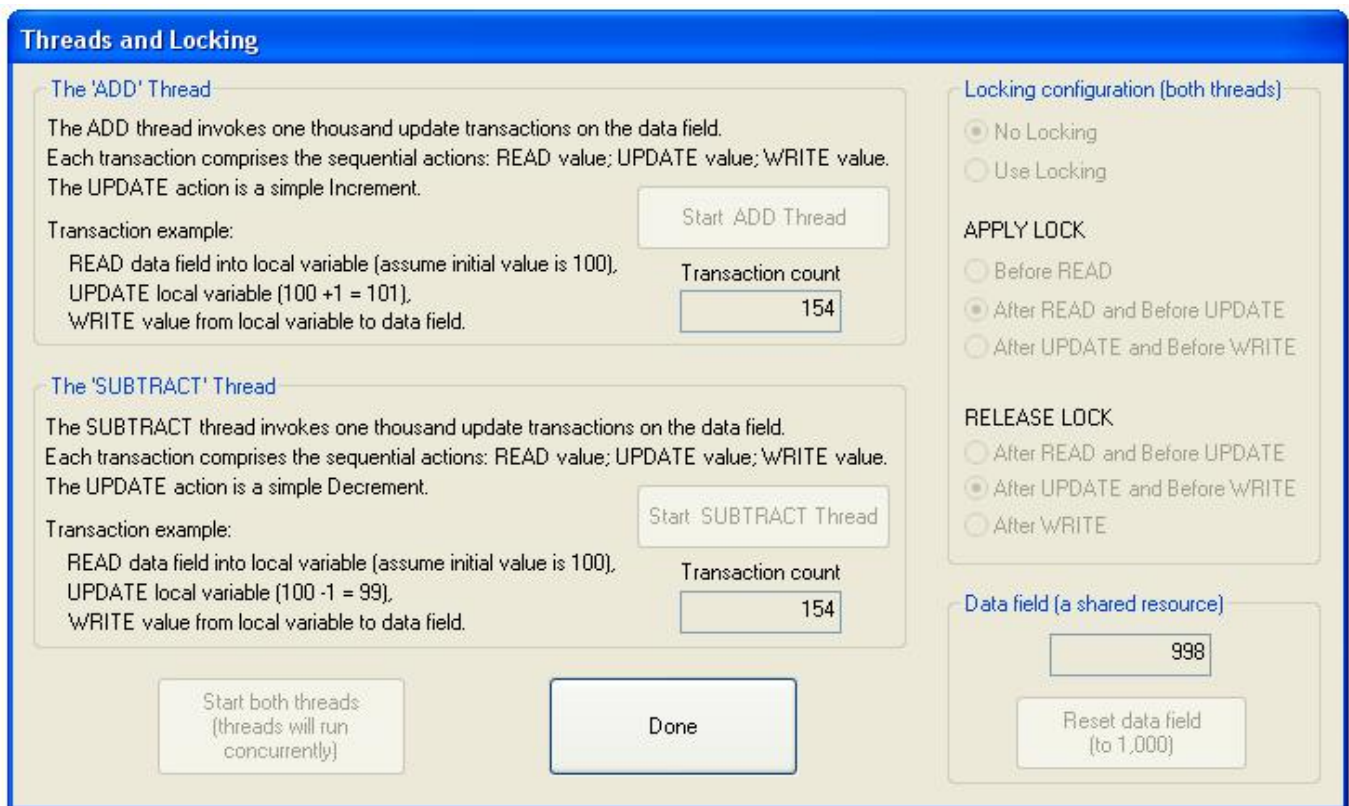 Threads and Locking
The 'ADD' Thread
The ADD thread invokes one thousand update transactions on the data field.
Each transaction comprises the sequential actions: READ value; UPDATE value; WRITE value.
The UPDATE action is a simple Increment.
Start ADD Thread
Transaction example:
READ data field into local variable (assume initial value is 100),
UPDATE local variable (100 +1 = 101),
WRITE value from local variable to data field.
Transaction count
154
The 'SUBTRACT' Thread
The SUBTRACT thread invokes one thousand update transactions on the data field.
Each transaction comprises the sequential actions: READ value; UPDATE value; WRITE value.
The UPDATE action is a simple Decrement.
Start SUBTRACT Thread
Transaction example:
READ data field into local variable (assume initial value is 100),
UPDATE local variable (100 -1 = 99),
WRITE value from local variable to data field.
Transaction count
154
Start both threads
(threads will run
concurrently)
Done
Locking configuration (both threads)
No Locking
Use Locking
APPLY LOCK
Before READ
After READ and Before UPDATE
After UPDATE and Before WRITE
RELEASE LOCK
After READ and Before UPDATE
After UPDATE and Before WRITE
After WRITE
Data field (a shared resource)
998
Reset data field
(to 1,000)